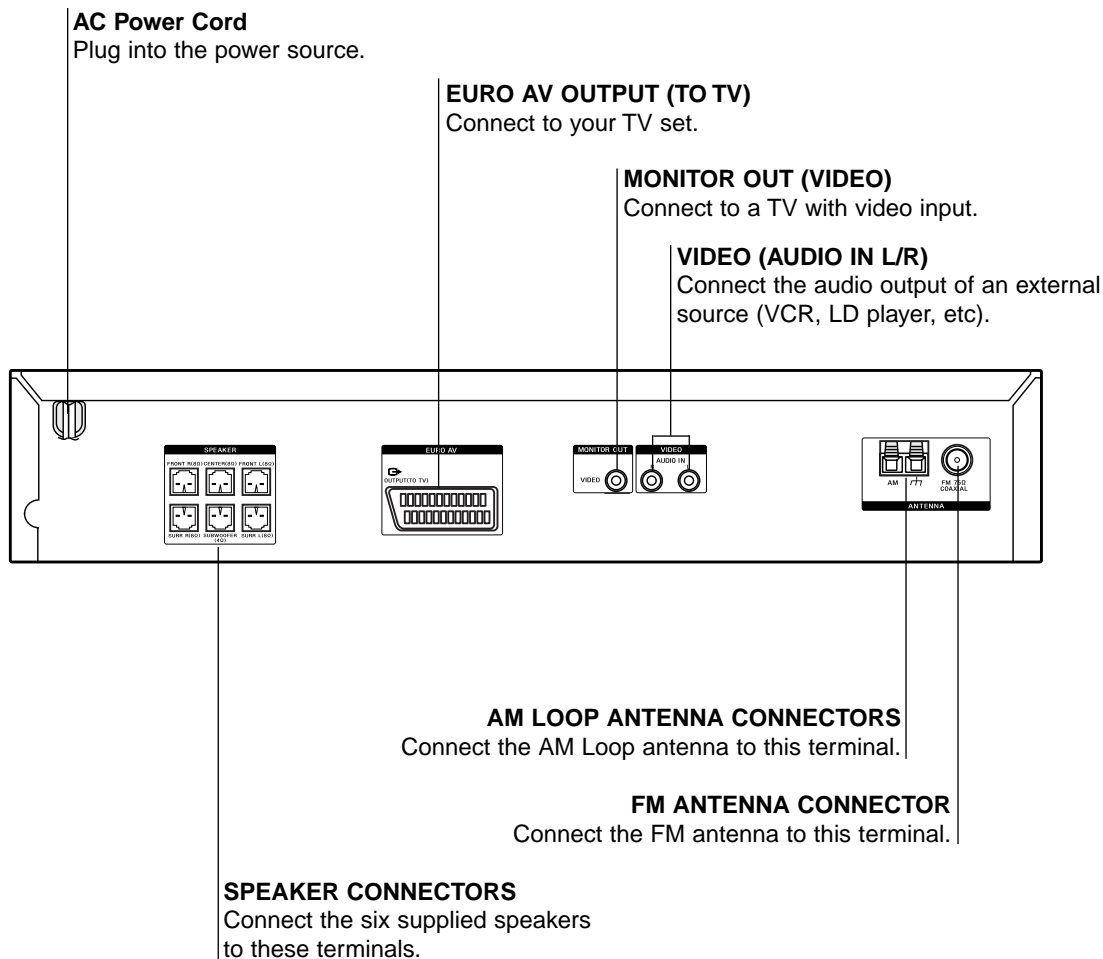 AC Power Cord
Plug into the power source.
EURO AV OUTPUT (TO TV)
Connect to your TV set.
MONITOR OUT (VIDEO)
Connect to a TV with video input.
VIDEO (AUDIO IN L/R)
Connect the audio output of an external
source (VCR, LD player, etc).
SPEAKER
FRONT R(8Ω) CENTER(8Ω) FRONT L(8Ω)
SURR R(8Ω) SUBWOOFER (4Ω) SURR L(8Ω)
EURO AV
OUTPUT(TO TV)
MONITOR OUT
VIDEO
VIDEO
AUDIO IN
AM
FM 75Ω
COAXIAL
ANTENNA
AM LOOP ANTENNA CONNECTORS
Connect the AM Loop antenna to this terminal.
FM ANTENNA CONNECTOR
Connect the FM antenna to this terminal.
SPEAKER CONNECTORS
Connect the six supplied speakers
to these terminals.